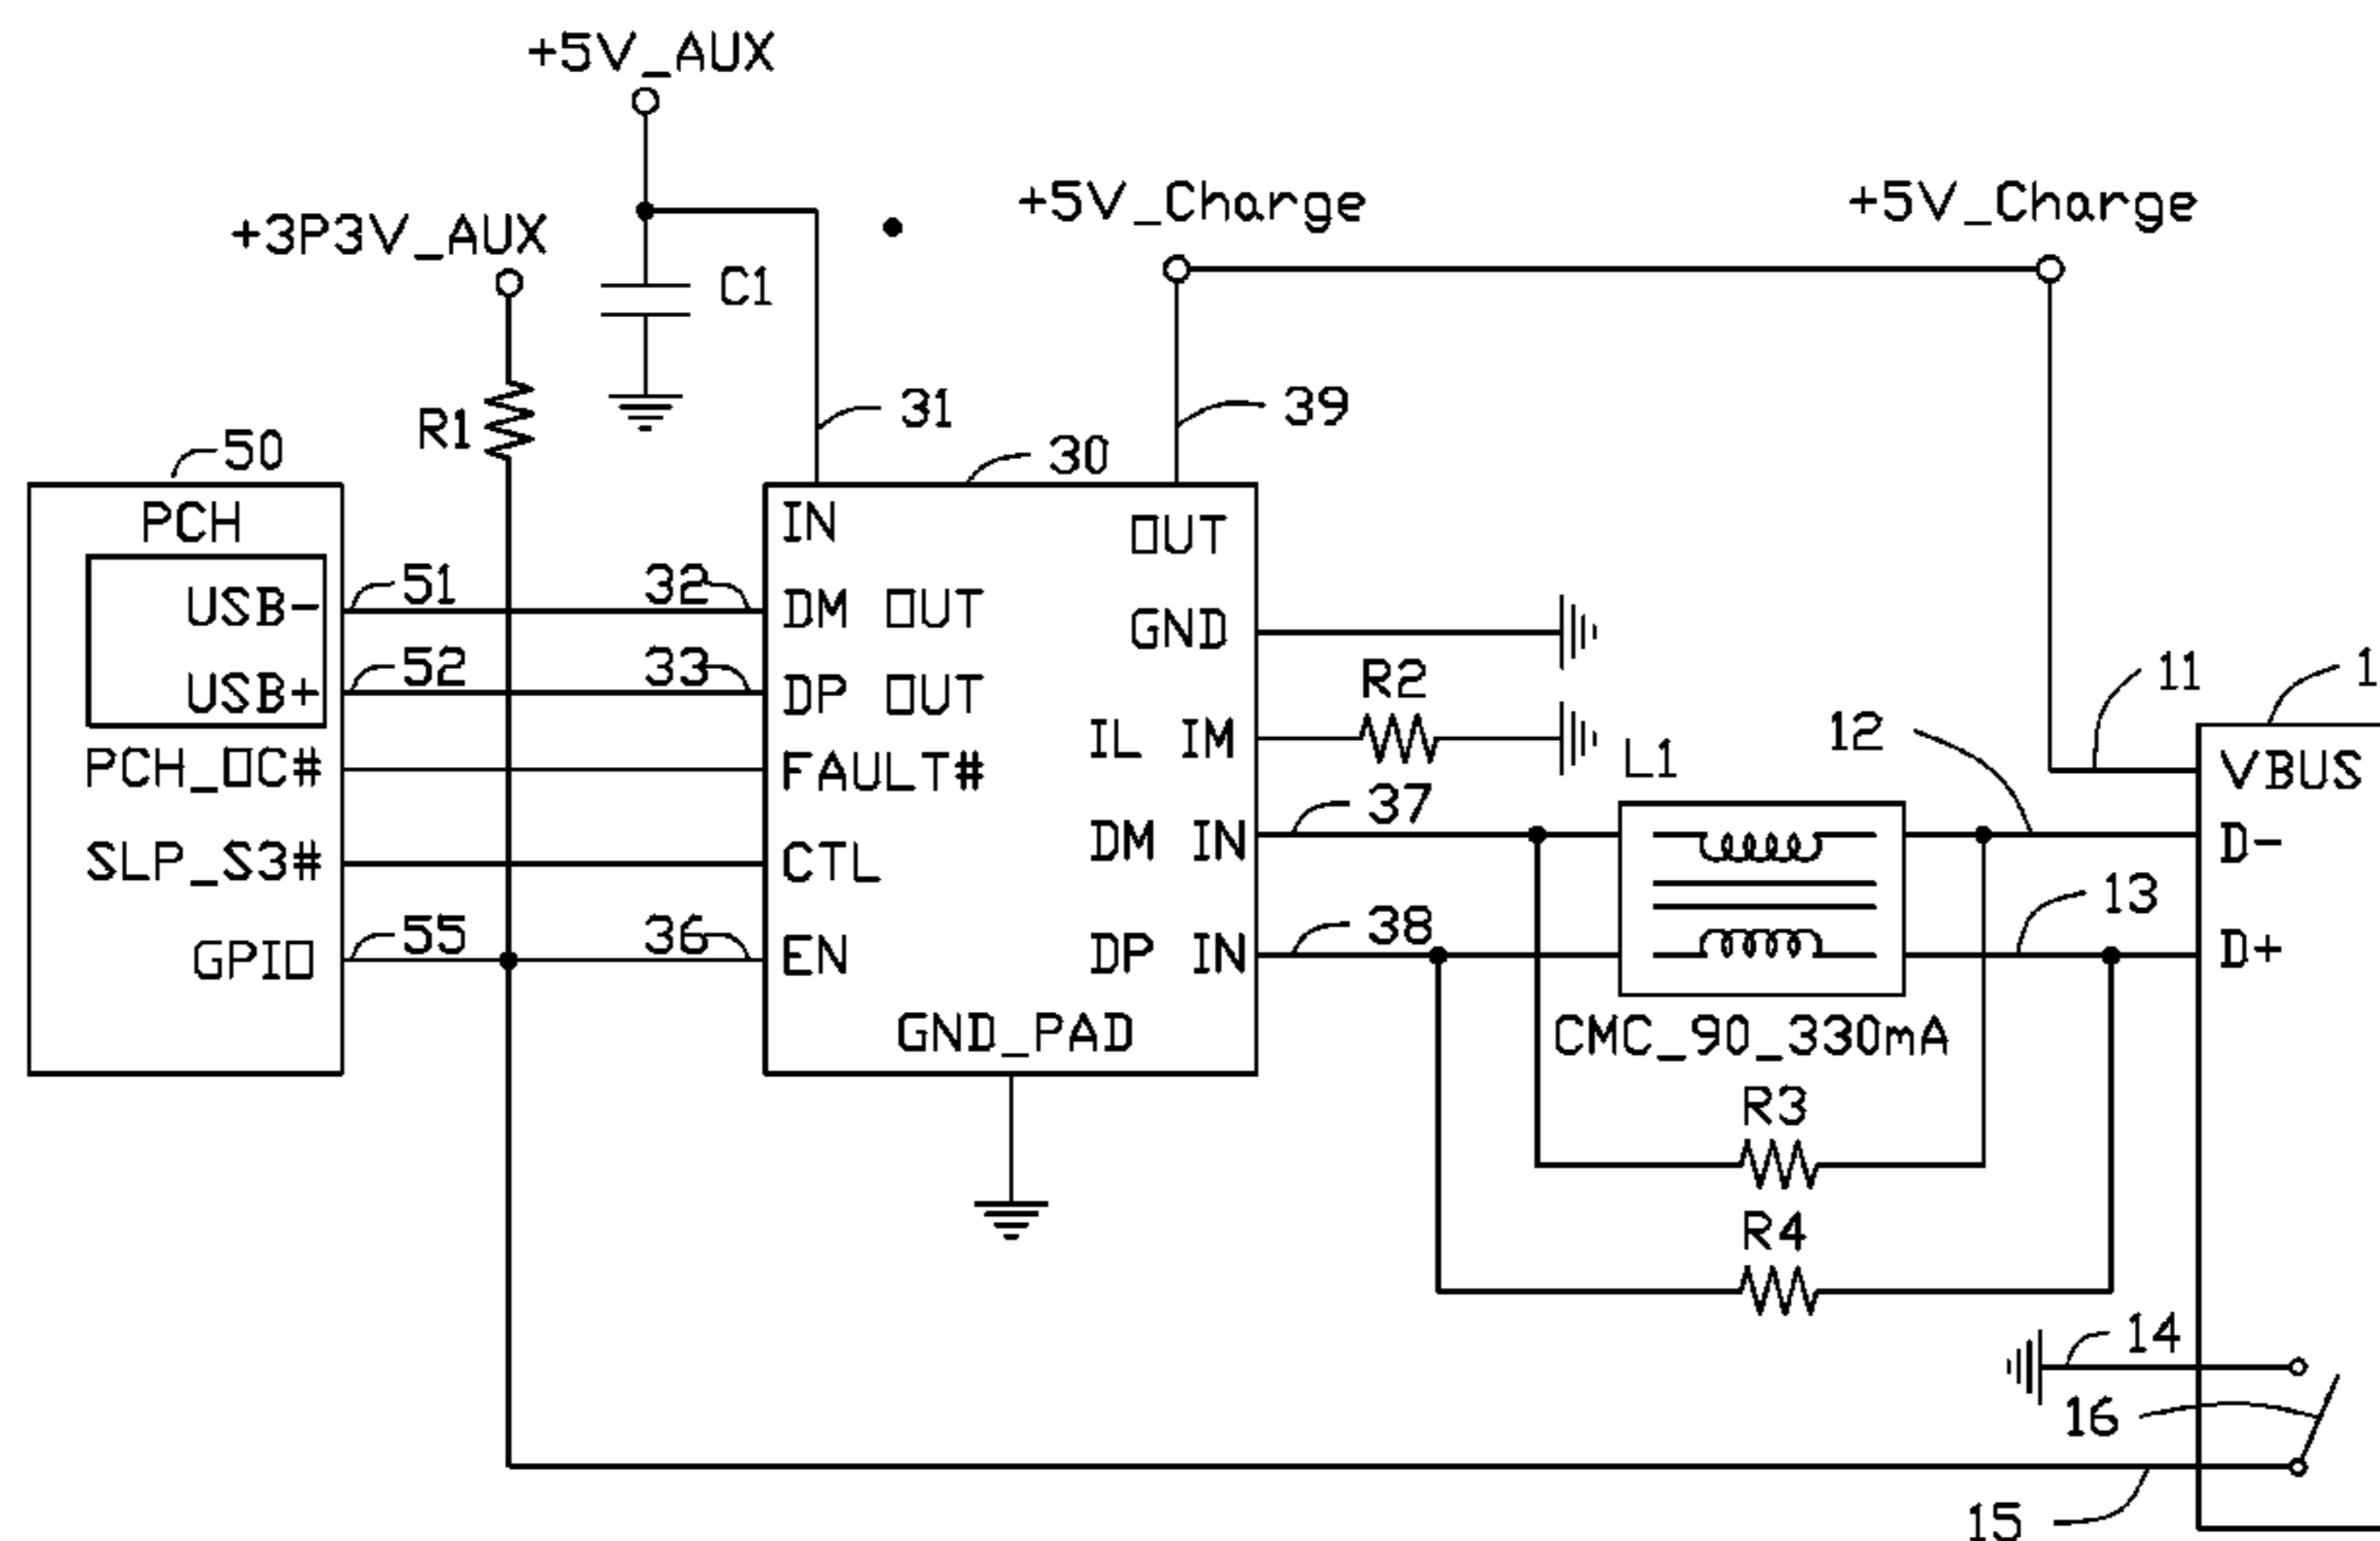 +5V_AUX
+3P3V_AUX
+5V_Charge
+5V_Charge
C1
R1
31
39
50
30
PCH
IN
OUT
USB-
51
32
DM OUT
GND
USB+
52
33
DP OUT
R2
11
PCH_OC#
FAULT#
IL IM
L1
12
VBUS
37
SLP_S3#
CTL
DM IN
D-
13
GPIO
55
36
EN
38
DP IN
D+
GND_PAD
CMC_90_330mA
R3
R4
14
16
15